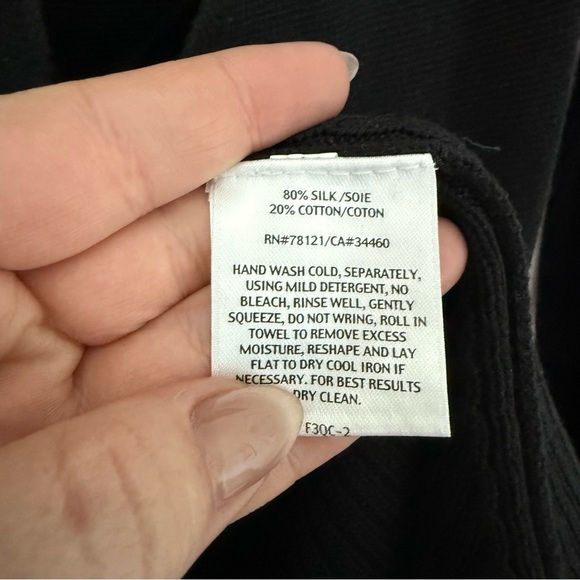 80% SILK/SOIE
20% COTTON/COTON
RN#78121/CA#34460
HAND WASH COLD, SEPARATELY,
USING MILD DETERGENT, NO
BLEACH, RINSE WELL, GENTLY
SQUEEZE, DO NOT WRING, ROLL IN
TOWEL TO REMOVE EXCESS
MOISTURE, RESHAPE AND LAY
FLAT TO DRY COOL IRON IF
NECESSARY. FOR BEST RESULTS
DRY CLEAN.
F3QC-2